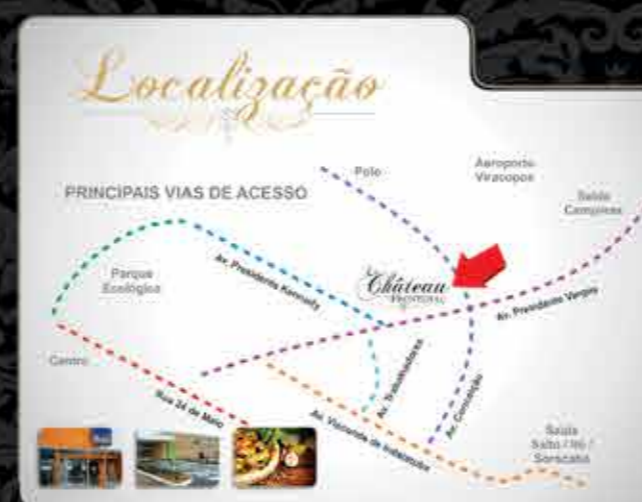 Localização
PRINCIPAIS VIAS DE ACESSO
Polo
Aeroporto
Viracopos
Saída
Campinas
Parque
Ecológico
Av. Presidente Kennedy
Château
Av. Presidente Vargas
Centro
Rua 24 de Maio
Av. Trabalhadores
Av. Conceição
Av. Visconde de Indaiatuba
Saída
Salto / Itú /
Sorocaba